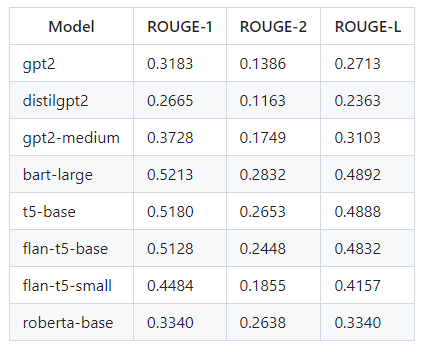 Model ROUGE-1 ROUGE-2 ROUGE-L
gpt2 0.3183 0.1386 0.2713
distilgpt2 0.2665 0.1163 0.2363
gpt2-medium 0.3728 0.1749 0.3103
bart-large 0.5213 0.2832 0.4892
t5-base 0.5180 0.2653 0.4888
flan-t5-base 0.5128 0.2448 0.4832
flan-t5-small 0.4484 0.1855 0.4157
roberta-base 0.3340 0.2638 0.3340